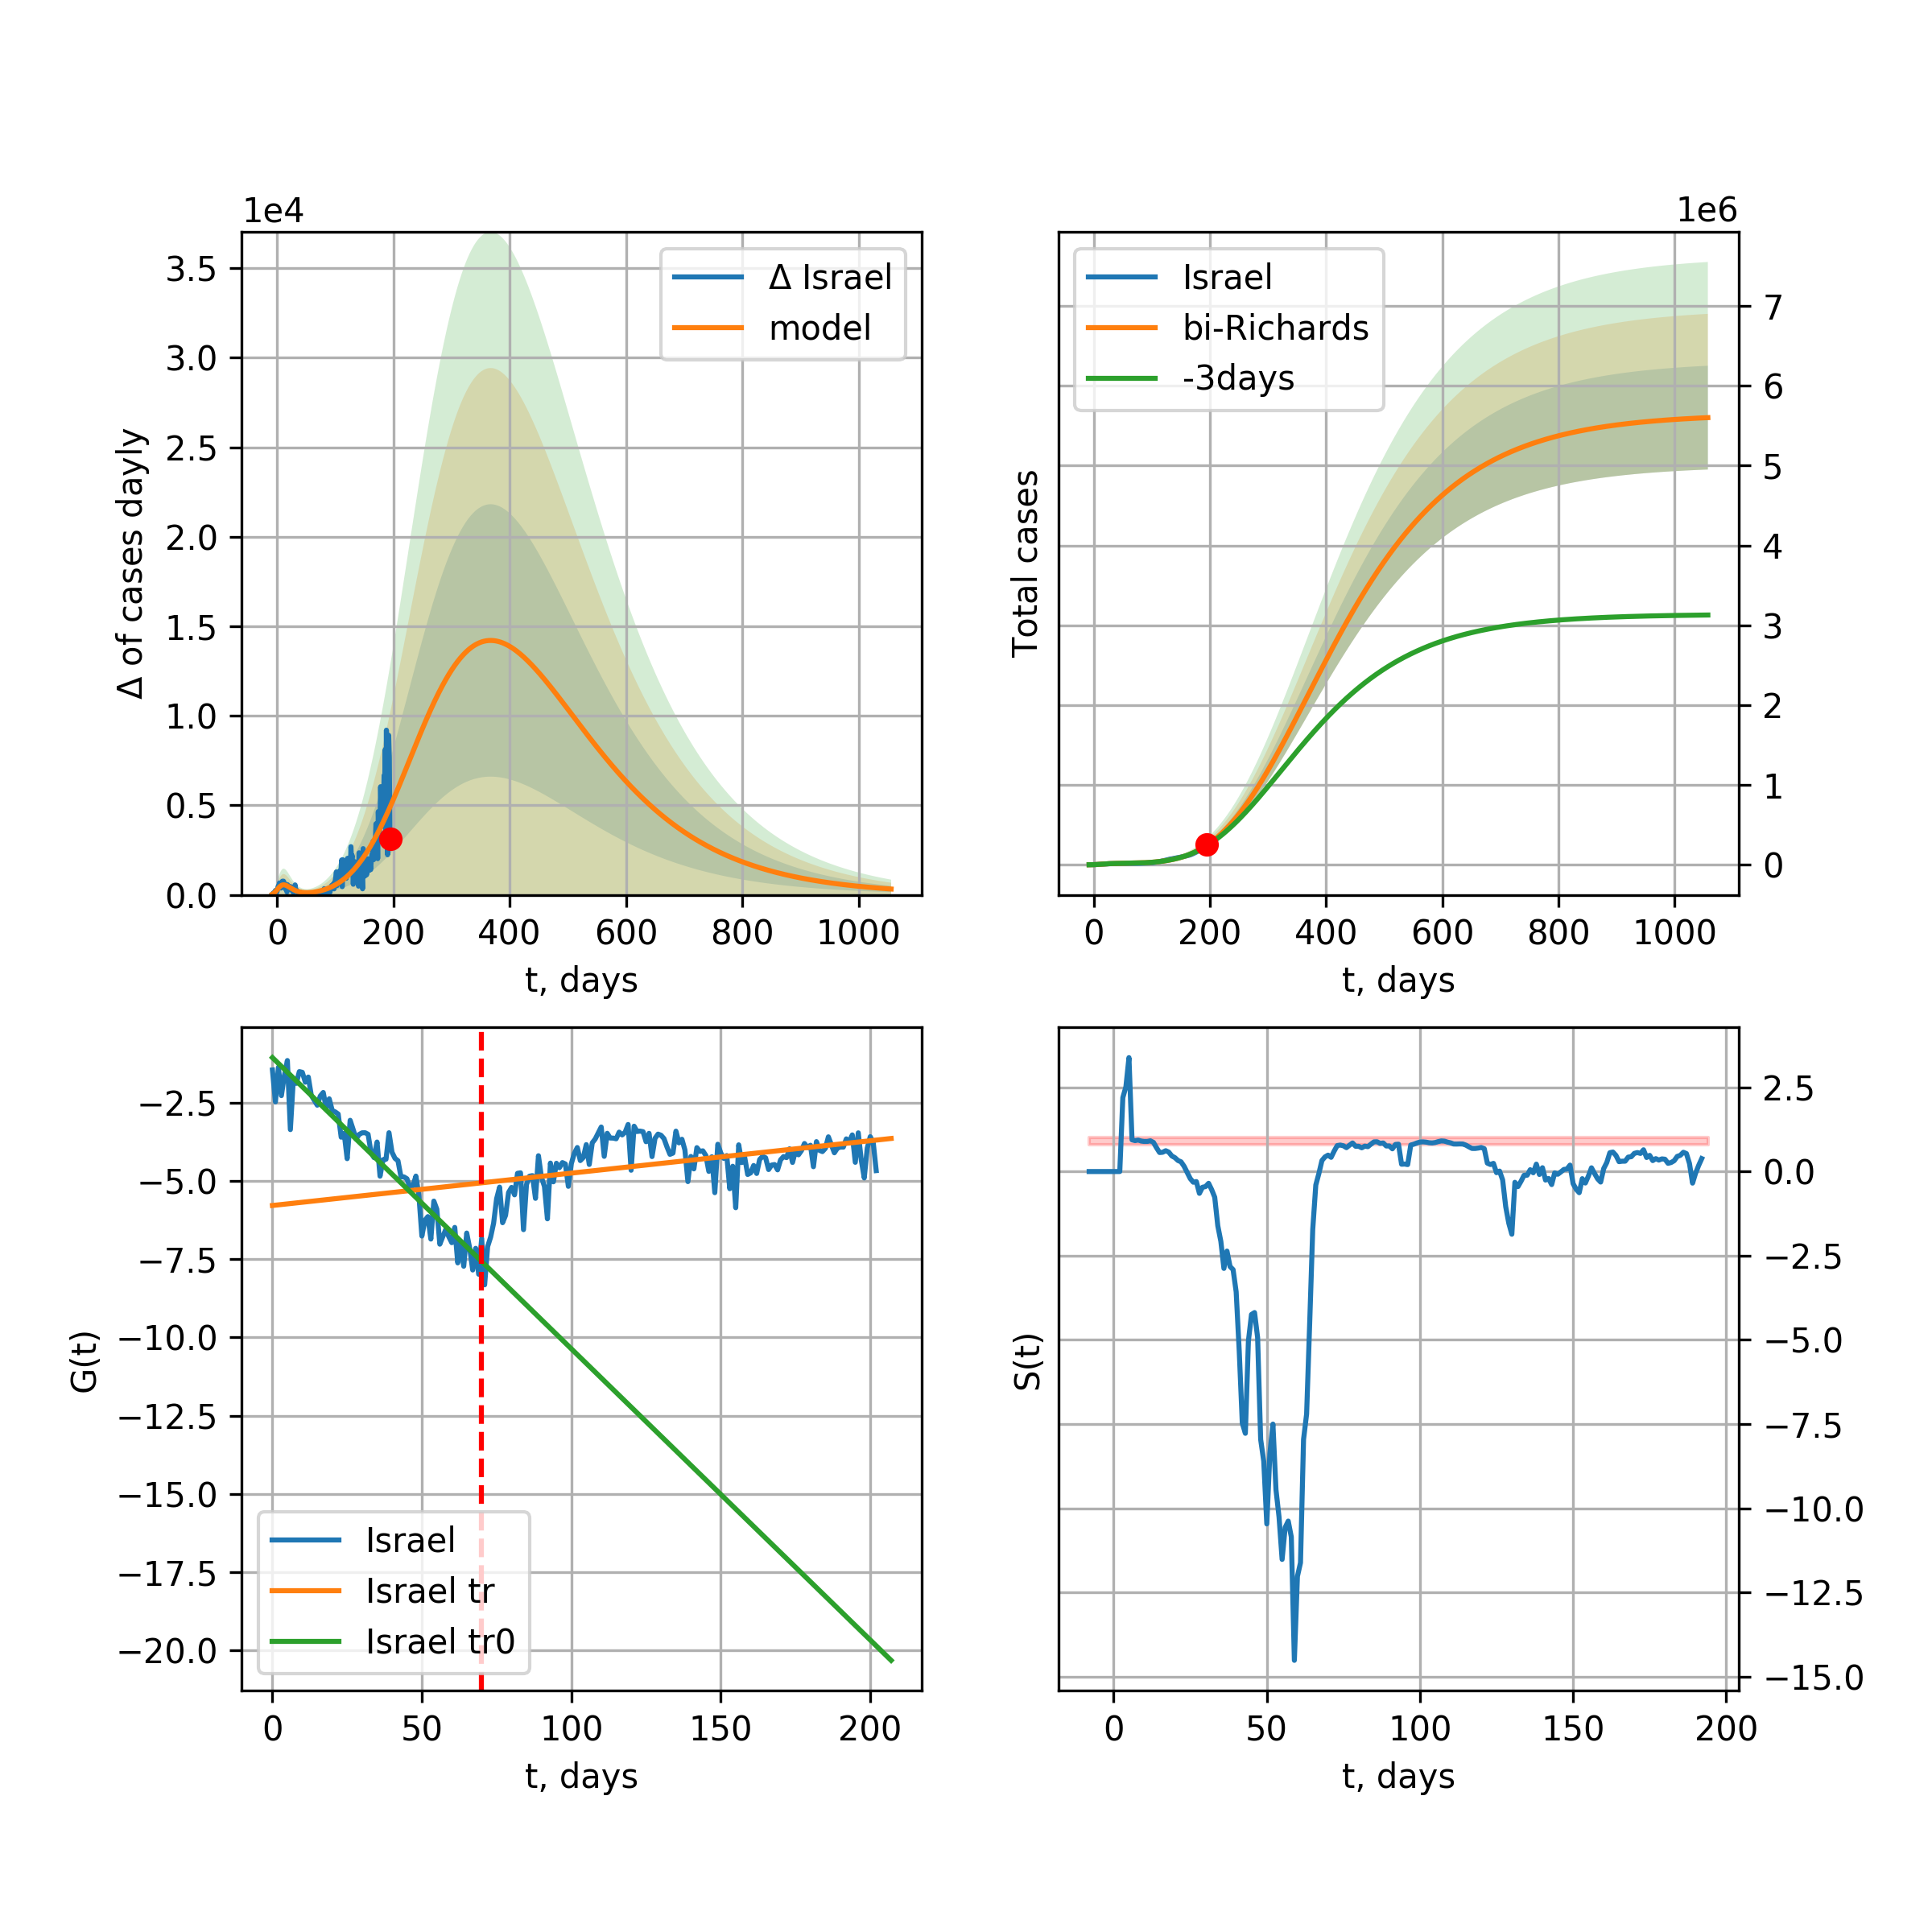 1e4
3.5
3.0
2.5
2.0
1.5
1.0
0.5
0.0
Δ of cases dayly
Δ Israel
model
0 200 400 600 800 1000
t, days
1e6
Total cases
Israel
bi-Richards
-3days
7
6
5
4
3
2
1
0
0 200 400 600 800 1000
t, days
G(t)
−2.5
−5.0
−7.5
−10.0
−12.5
−15.0
−17.5
−20.0
Israel
Israel tr
Israel tr0
0 50 100 150 200
t, days
S(t)
2.5
0.0
−2.5
−5.0
−7.5
−10.0
−12.5
−15.0
0 50 100 150 200
t, days